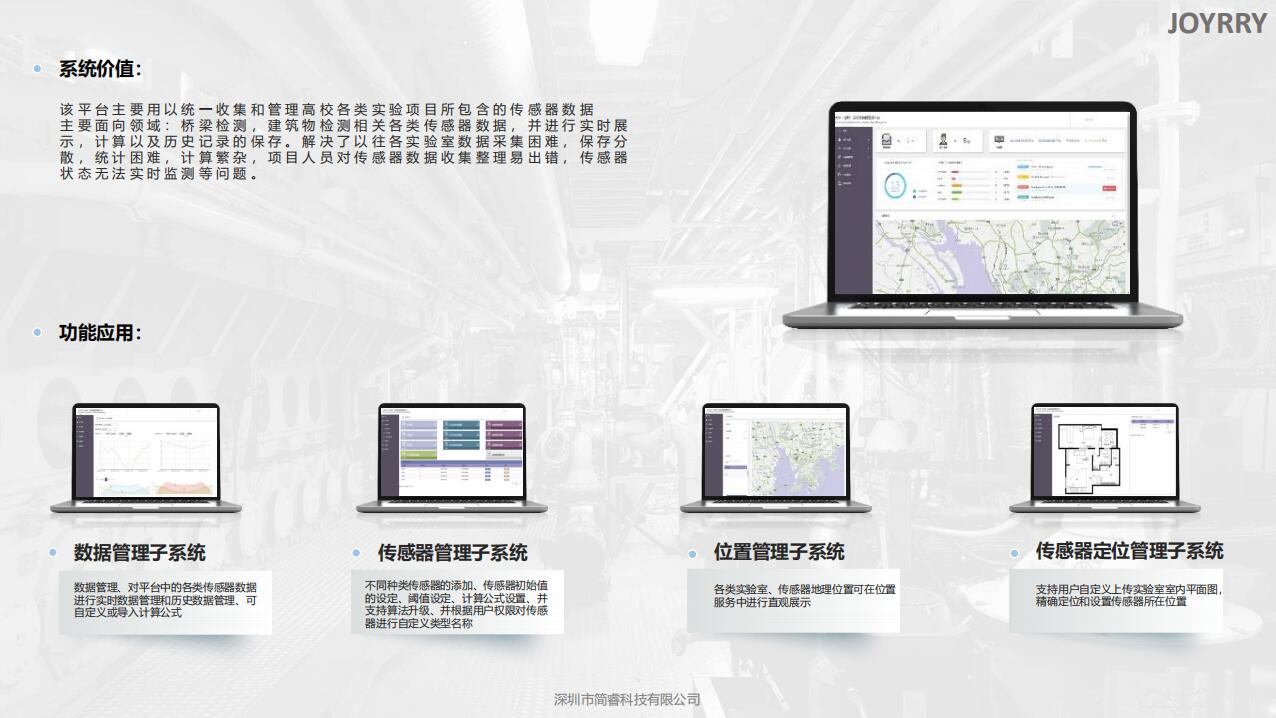 JOYRRY
系统价值：
该平台主要用以统一收集和管理高校各类实验项目所包含的传感器数据
主要面向领域：桥梁检测，建筑物检测相关各类传感器数据，并进行实时展
示，计算以及历史记录的保存。解决了以往各实验室数据采集困难，保存分
散，统计困难，计算繁杂，项目人员对传感器数据收集整理易出错，传感器
状态无法实时监测等问题。
功能应用：
数据管理子系统
数据管理、对平台中的各类传感器数据
进行实时数据管理和历史数据管理、可
自定义或导入计算公式
传感器管理子系统
不同种类传感器的添加、传感器初始值
的设定、阈值设定、计算公式设置、并
支持算法升级、并根据用户权限对传感
器进行自定义类型名称
位置管理子系统
各类实验室、传感器地理位置可在位置
服务中进行直观展示
传感器定位管理子系统
支持用户自定义上传实验室室内平面图，
精确定位和设置传感器所在位置
深圳市简睿科技有限公司